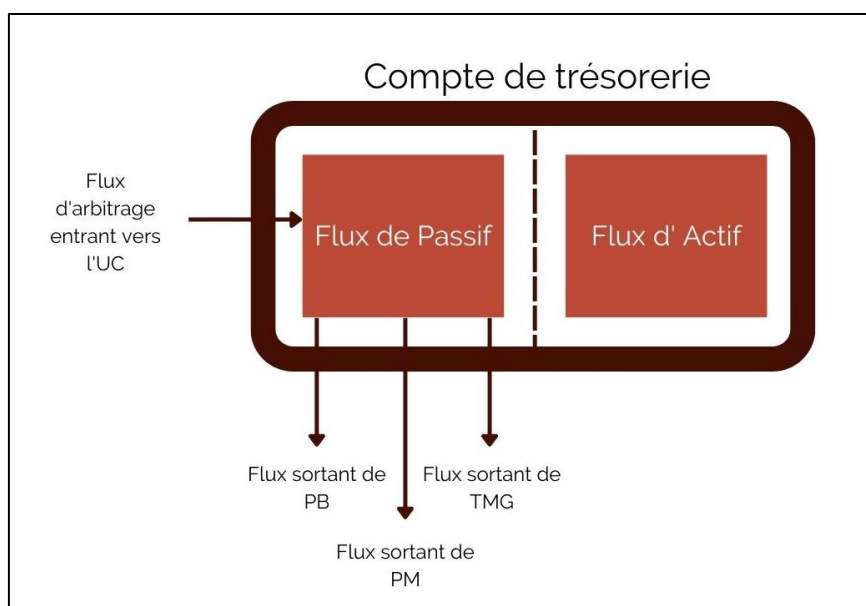 Compte de trésorerie
Flux
d'arbitrage
entrant vers
l'UC
Flux de Passif
Flux d' Actif
Flux sortant de
PB
Flux sortant de
TMG
Flux sortant de
PM